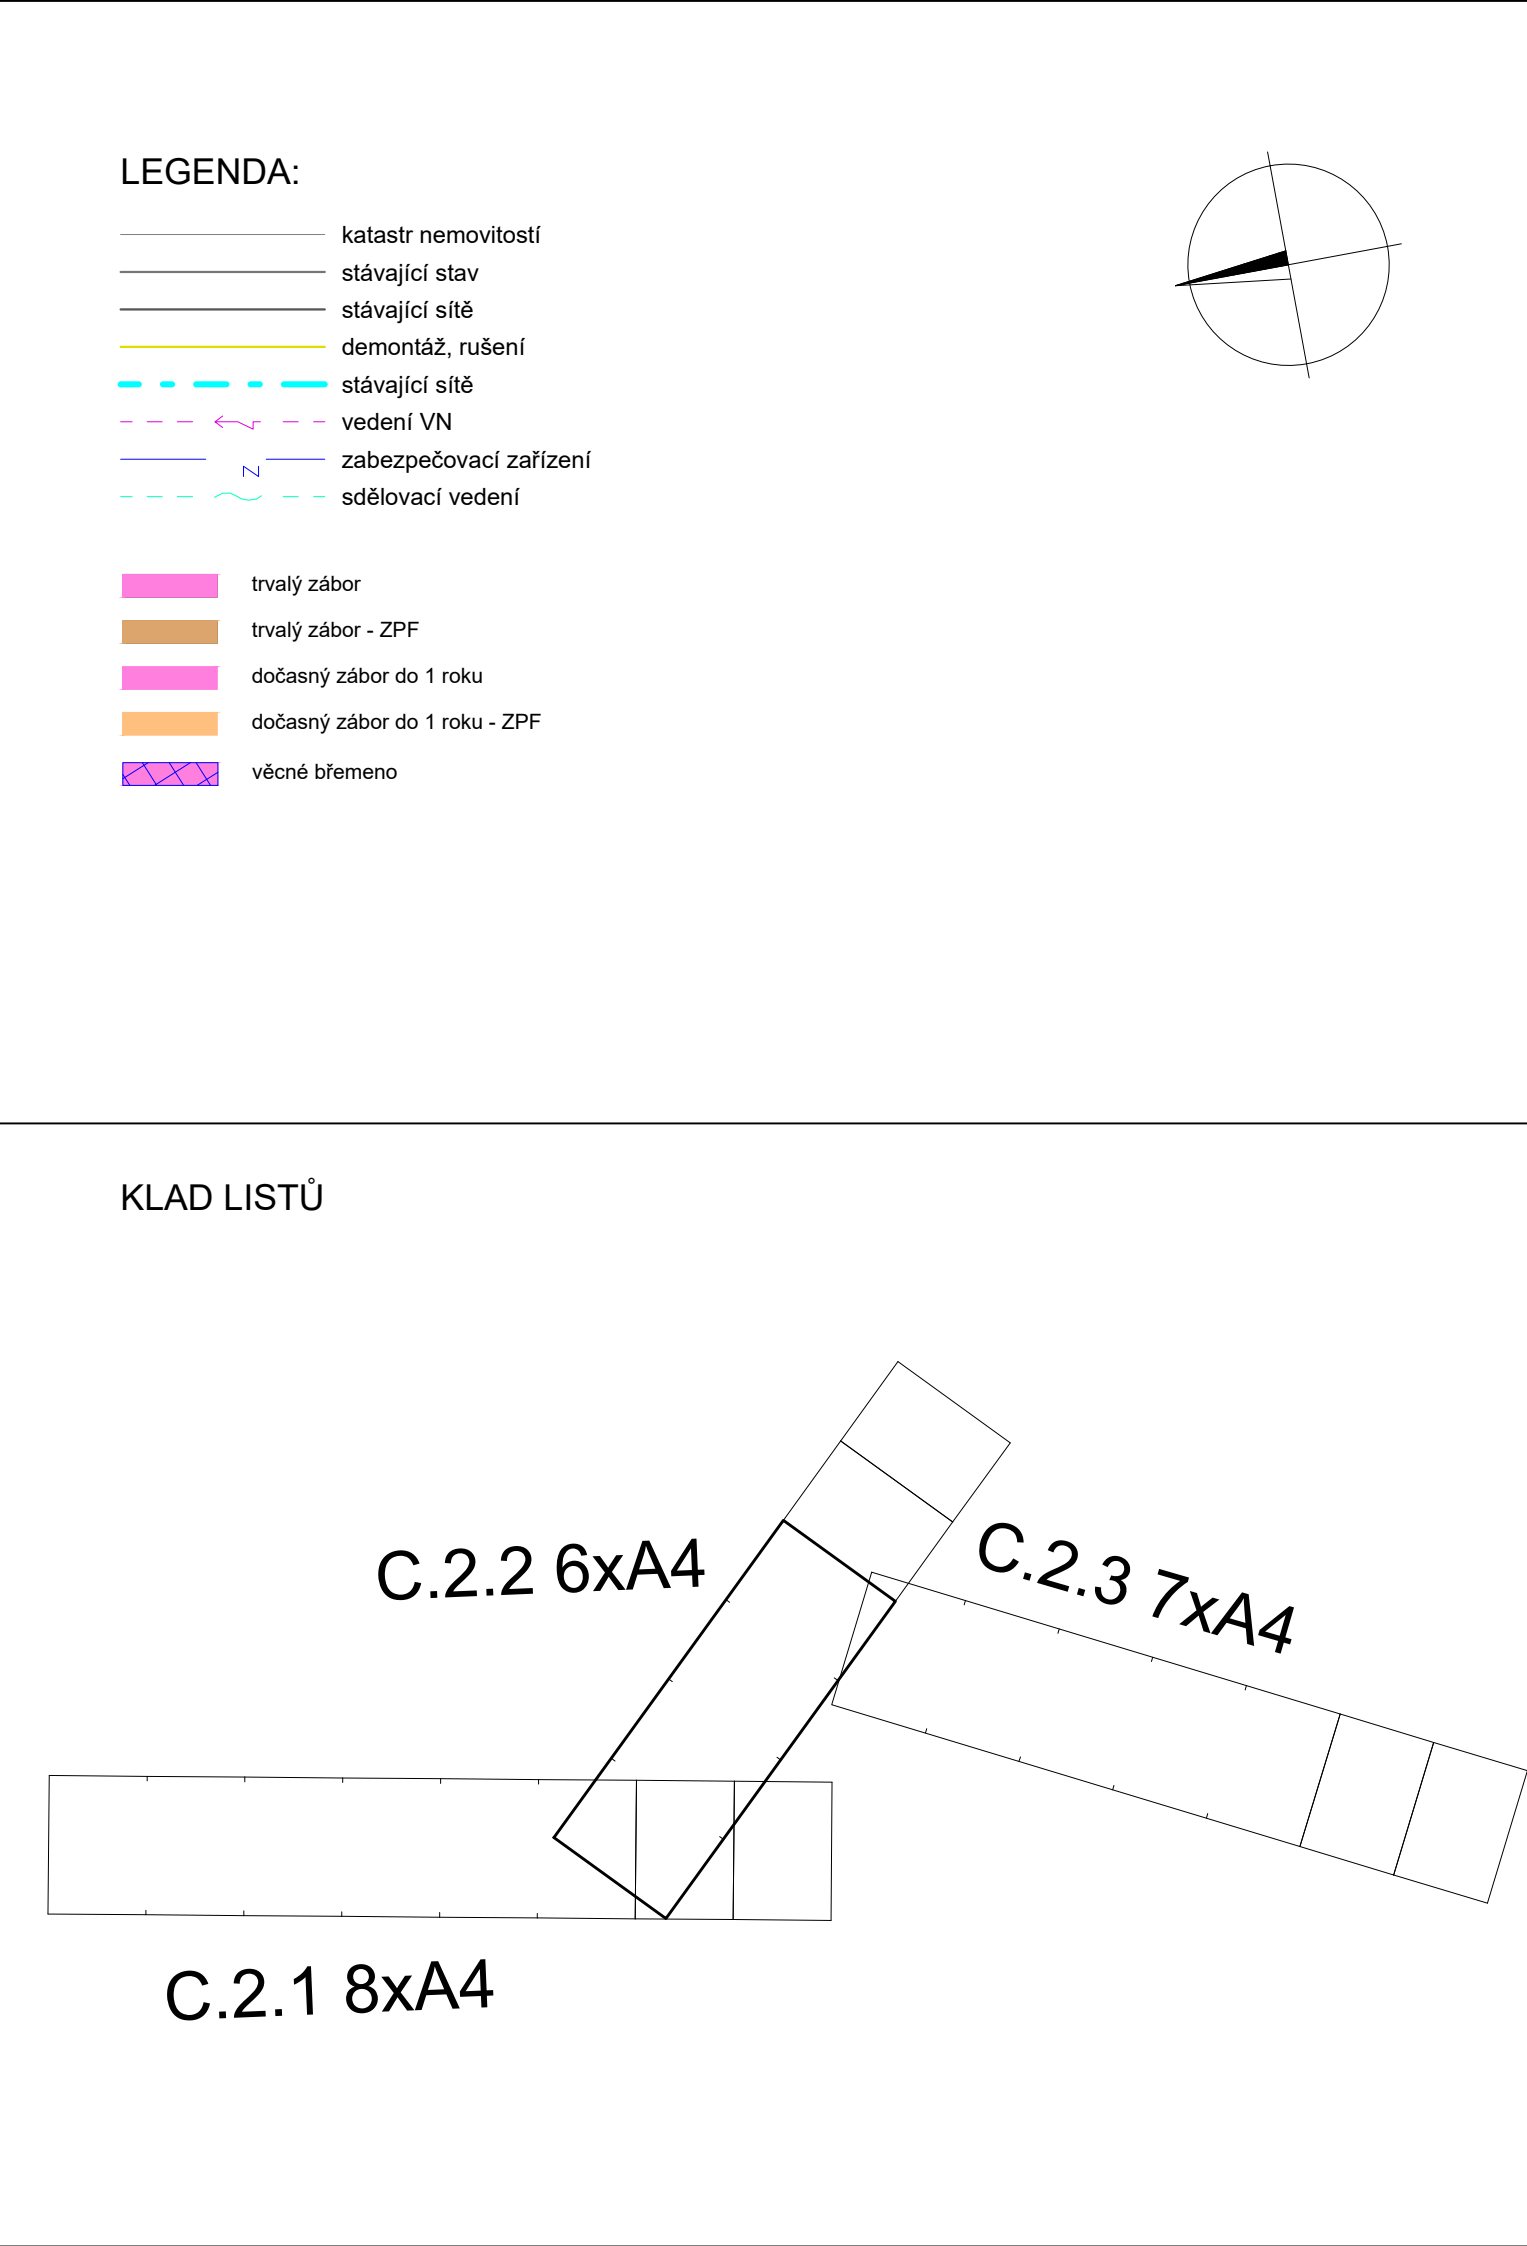 LEGENDA:
katastr nemovitostí
stávající stav
stávající sítě
demontáž, rušení
stávající sítě
vedení VN
zabezpečovací zařízení
sdělovací vedení
trvalý zábor
trvalý zábor - ZPF
dočasný zábor do 1 roku
dočasný zábor do 1 roku - ZPF
věcné břemeno
KLAD LISTŮ
C.2.2 6xA4
C.2.3 7xA4
C.2.1 8xA4